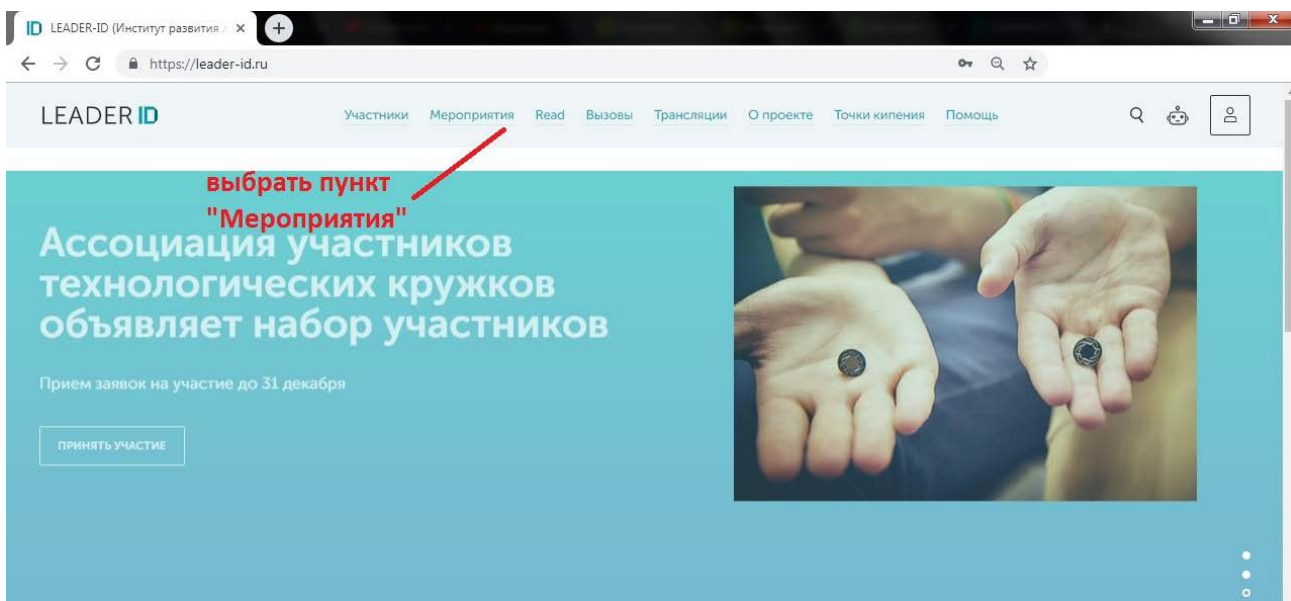 ID LEADER-ID (Институт развития
https://leader-id.ru
LEADER ID
Участники Мероприятия Read Вызовы Трансляции О проекте Точки кипения Помощь
выбрать пункт
"Мероприятия"
Ассоциация участников
технологических кружков
объявляет набор участников
Прием заявок на участие до 31 декабря
ПРИНЯТЬ УЧАСТИЕ